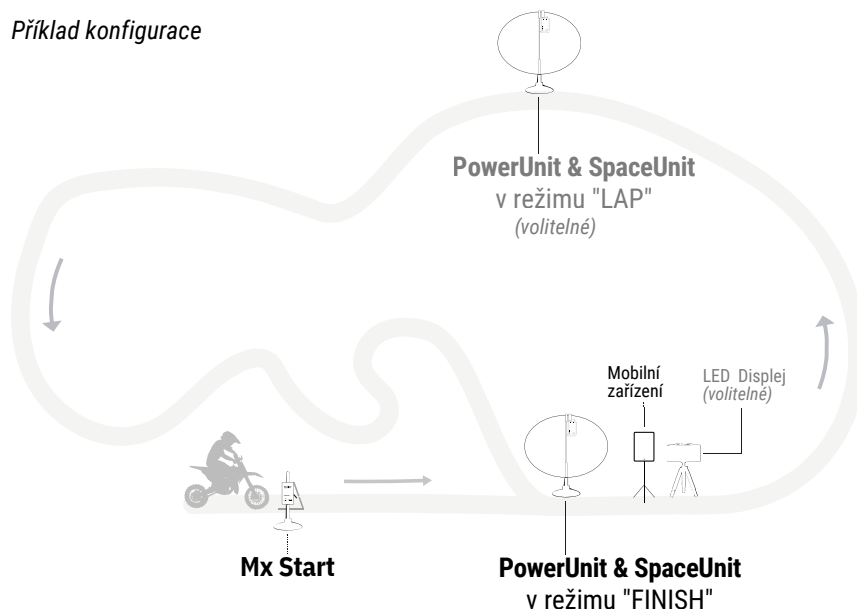 Příklad konfigurace
PowerUnit & SpaceUnit
v režimu "LAP"
(volitelné)
Mobilní
zařízení
LED Displej
(volitelné)
Mx Start
PowerUnit & SpaceUnit
v režimu "FINISH"